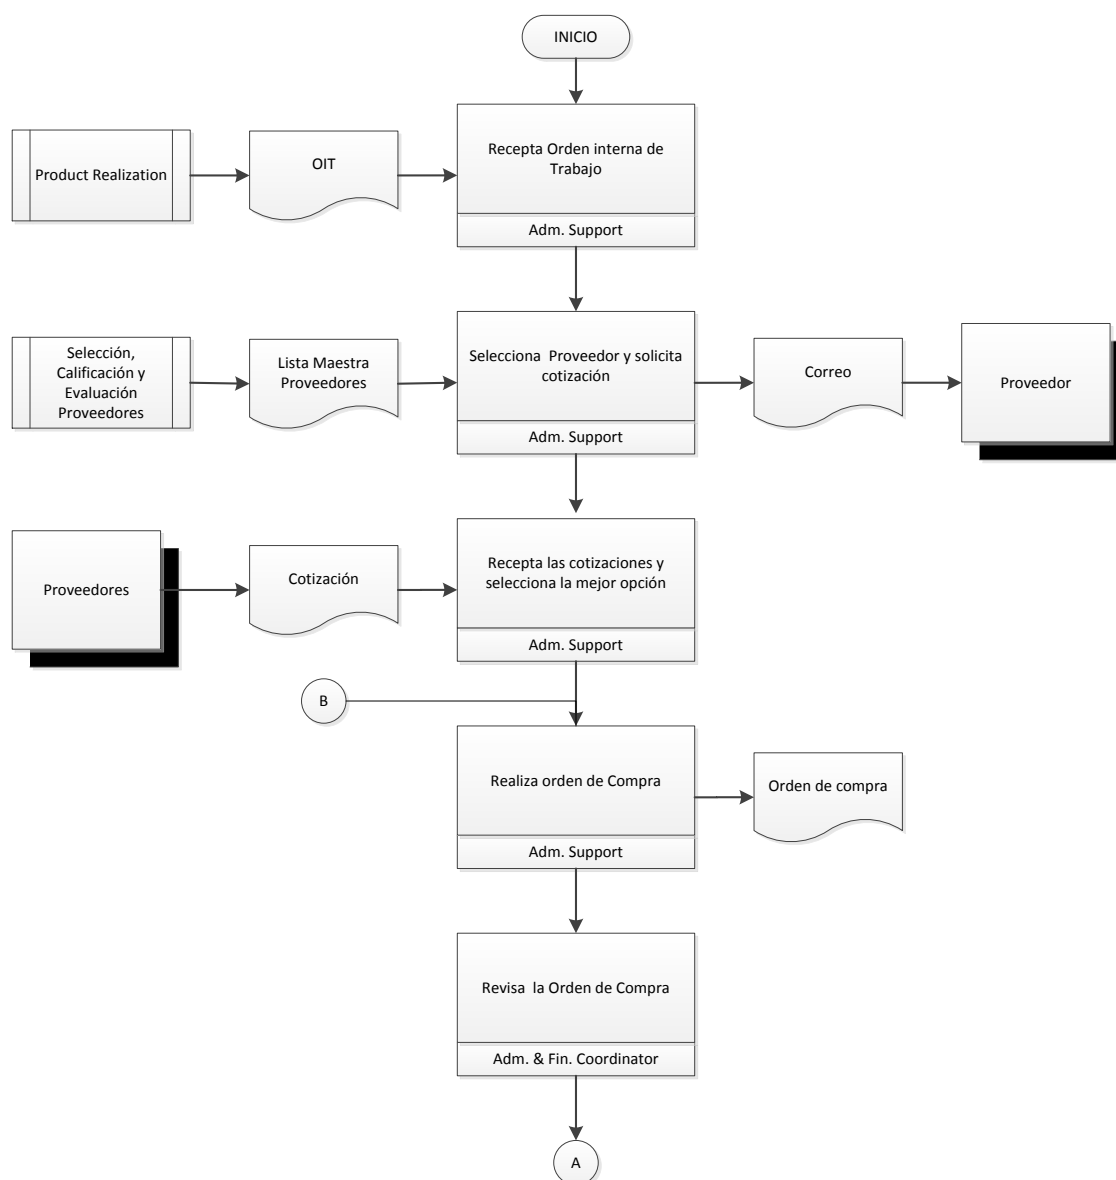 INICIO
Product Realization
OIT
Recepta Orden interna de
Trabajo
Adm. Support
Selección,
Calificación y
Evaluación
Proveedores
Lista Maestra
Proveedores
Selecciona Proveedor y solicita
cotización
Adm. Support
Correo
Proveedor
Proveedores
Cotización
Recepta las cotizaciones y
selecciona la mejor opción
Adm. Support
B
Realiza orden de Compra
Adm. Support
Orden de compra
Revisa la Orden de Compra
Adm. & Fin. Coordinator
A